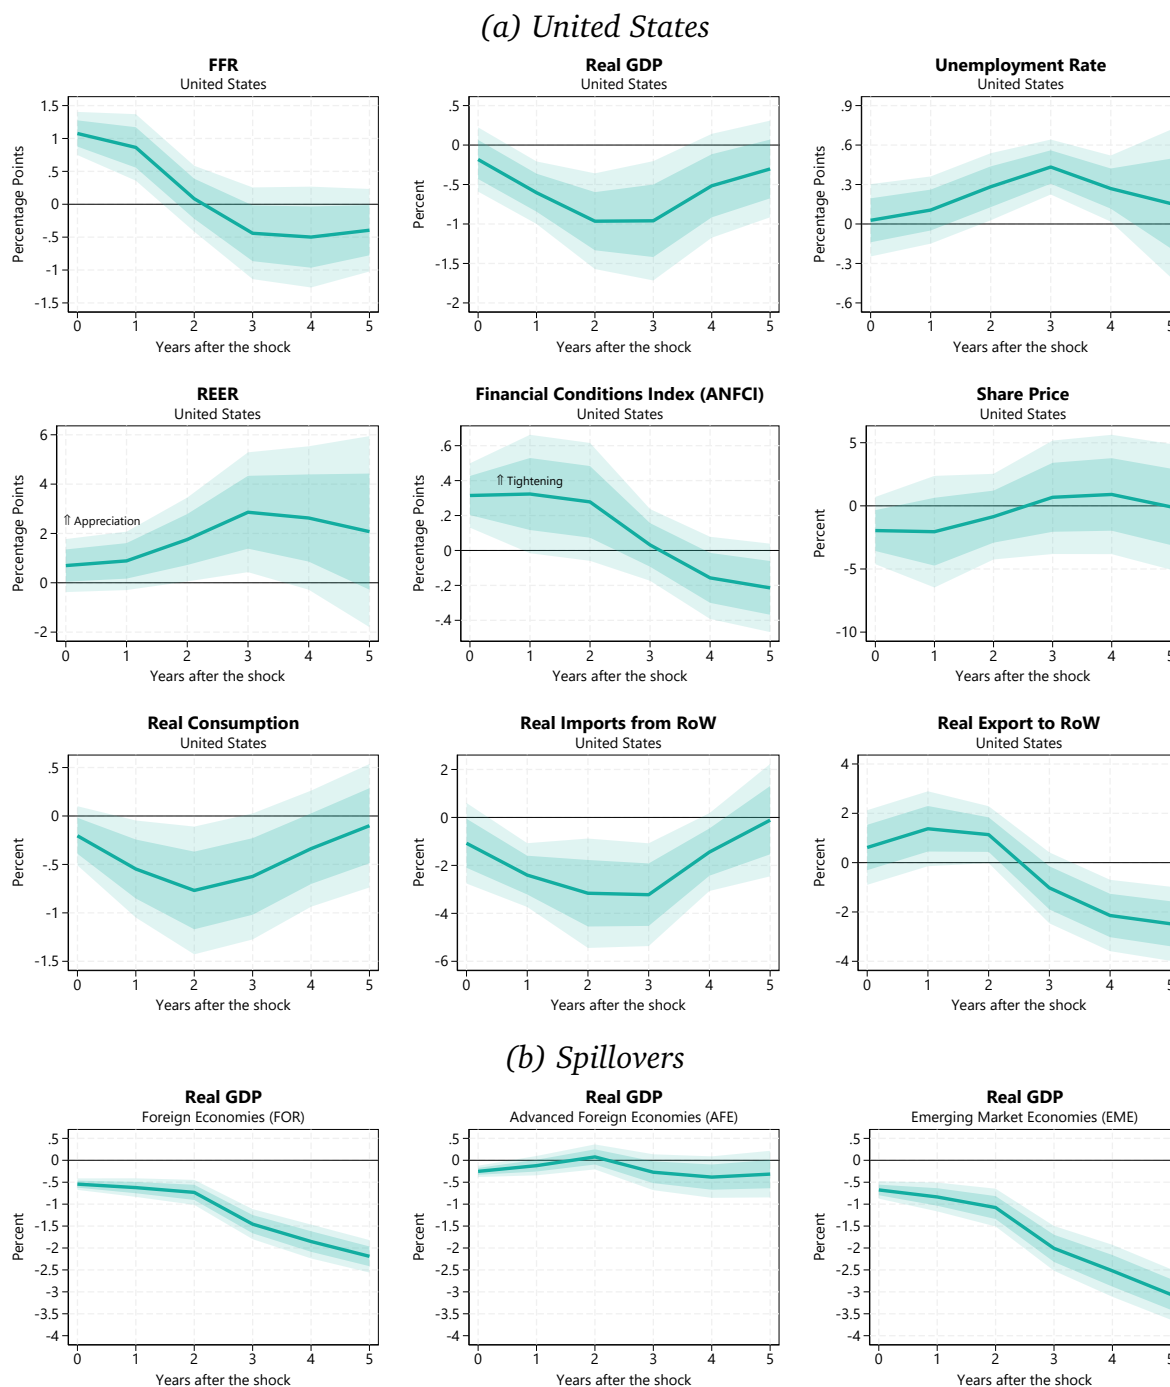 (a) United States
FFR
United States
Percentage Points
1.5
1
.5
0
-.5
-1
-1.5
0 1 2 3 4 5
Years after the shock
Real GDP
United States
Percent
.5
0
-.5
-1
-1.5
-2
0 1 2 3 4 5
Years after the shock
Unemployment Rate
United States
Percentage Points
.9
.6
.3
0
-.3
-.6
0 1 2 3 4 5
Years after the shock
REER
United States
Percentage Points
6
4
⇑ Appreciation
2
0
-2
0 1 2 3 4 5
Years after the shock
Financial Conditions Index (ANFCI)
United States
Percentage Points
.6
.4
⇑ Tightening
.2
0
-.2
-.4
0 1 2 3 4 5
Years after the shock
Share Price
United States
Percent
5
0
-5
-10
0 1 2 3 4 5
Years after the shock
Real Consumption
United States
Percent
.5
0
-.5
-1
-1.5
0 1 2 3 4 5
Years after the shock
Real Imports from RoW
United States
Percent
2
0
-2
-4
-6
0 1 2 3 4 5
Years after the shock
Real Export to RoW
United States
Percent
4
2
0
-2
-4
0 1 2 3 4 5
Years after the shock
(b) Spillovers
Real GDP
Foreign Economies (FOR)
Percent
.5
0
-.5
-1
-1.5
-2
-2.5
-3
-3.5
-4
0 1 2 3 4 5
Years after the shock
Real GDP
Advanced Foreign Economies (AFE)
Percent
.5
0
-.5
-1
-1.5
-2
-2.5
-3
-3.5
-4
0 1 2 3 4 5
Years after the shock
Real GDP
Emerging Market Economies (EME)
Percent
.5
0
-.5
-1
-1.5
-2
-2.5
-3
-3.5
-4
0 1 2 3 4 5
Years after the shock